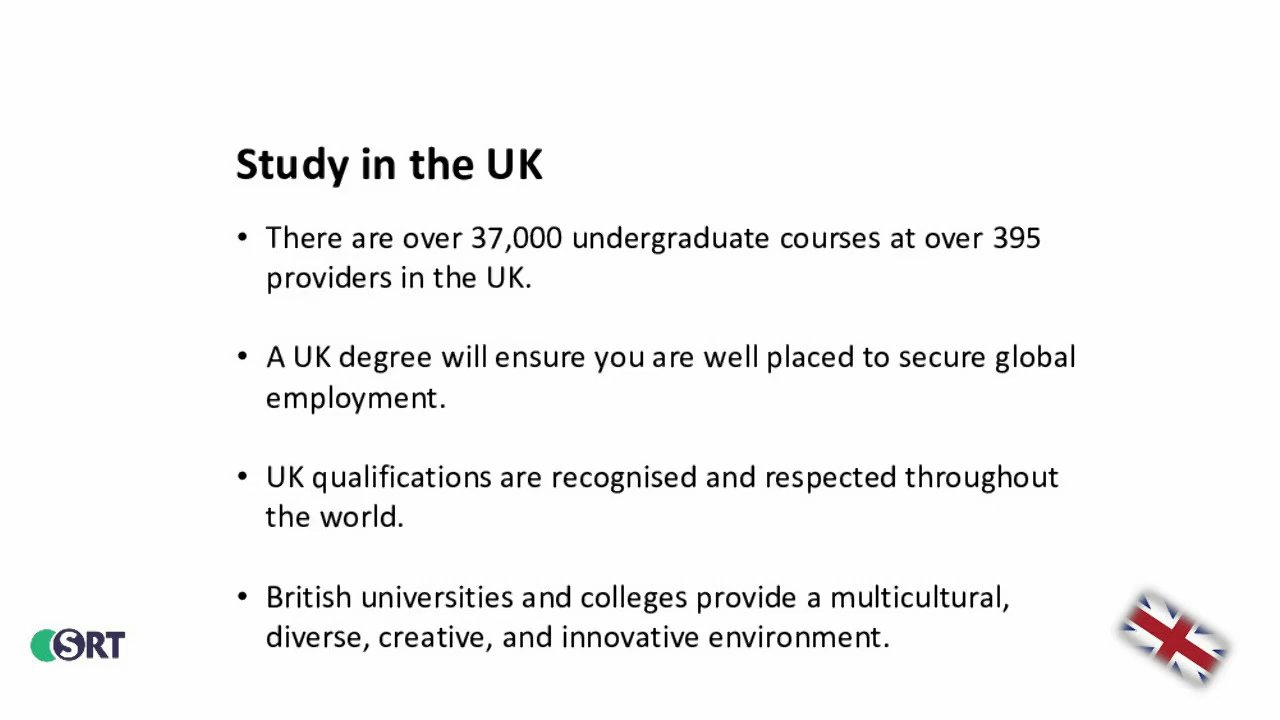 Study in the UK
• There are over 37,000 undergraduate courses at over 395
providers in the UK.
• A UK degree will ensure you are well placed to secure global
employment.
• UK qualifications are recognised and respected throughout
the world.
• British universities and colleges provide a multicultural,
diverse, creative, and innovative environment.
SRT